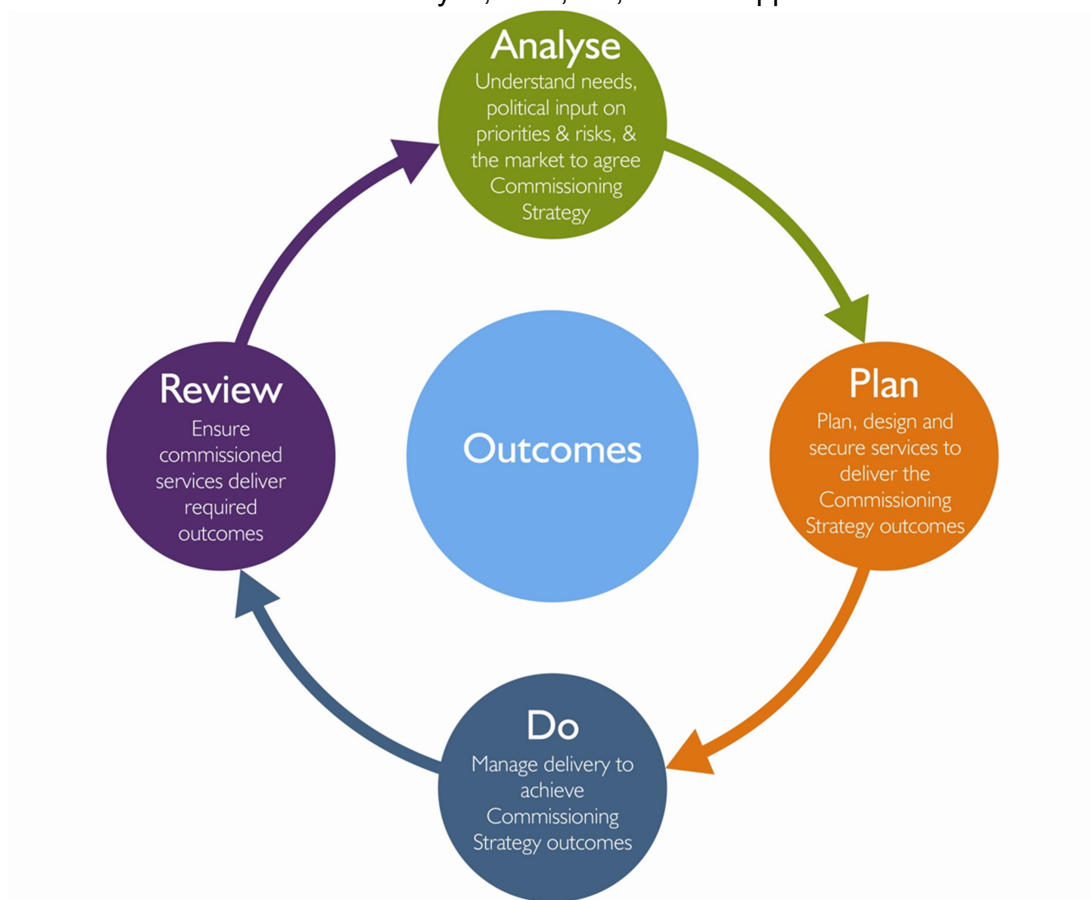 Analyse
Understand needs,
political input on
priorities & risks, &
the market to agree
Commissioning
Strategy
Plan
Plan, design and
secure services to
deliver the
Commissioning
Strategy outcomes
Do
Manage delivery to
achieve
Commissioning
Strategy outcomes
Review
Ensure
commissioned
services deliver
required
outcomes
Outcomes